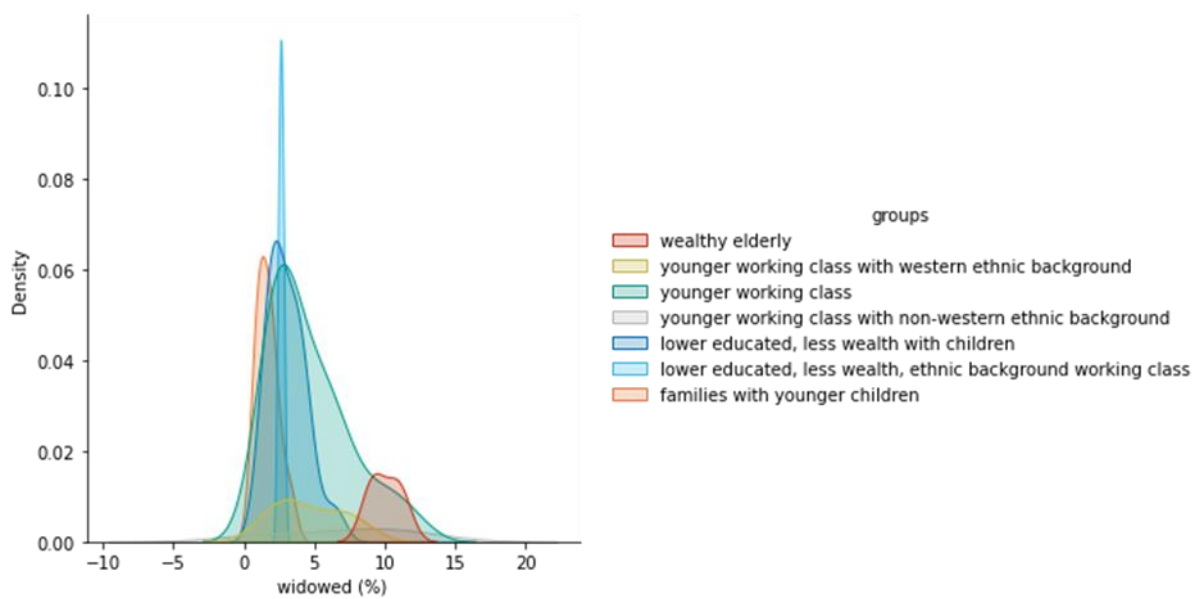 0.10
0.08
0.06
0.04
0.02
0.00
Density
−10
−5
0
5
10
15
20
widowed (%)
groups
wealthy elderly
younger working class with western ethnic background
younger working class
younger working class with non-western ethnic background
lower educated, less wealth with children
lower educated, less wealth, ethnic background working class
families with younger children